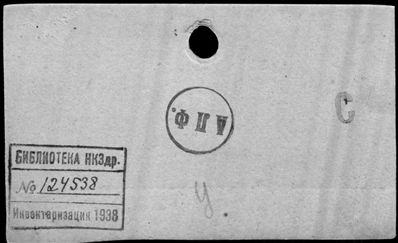 С
А П Ф.
БИБЛИОТЕКА НКЗдр.
№ 124538
Инвентаризация 1938
У.